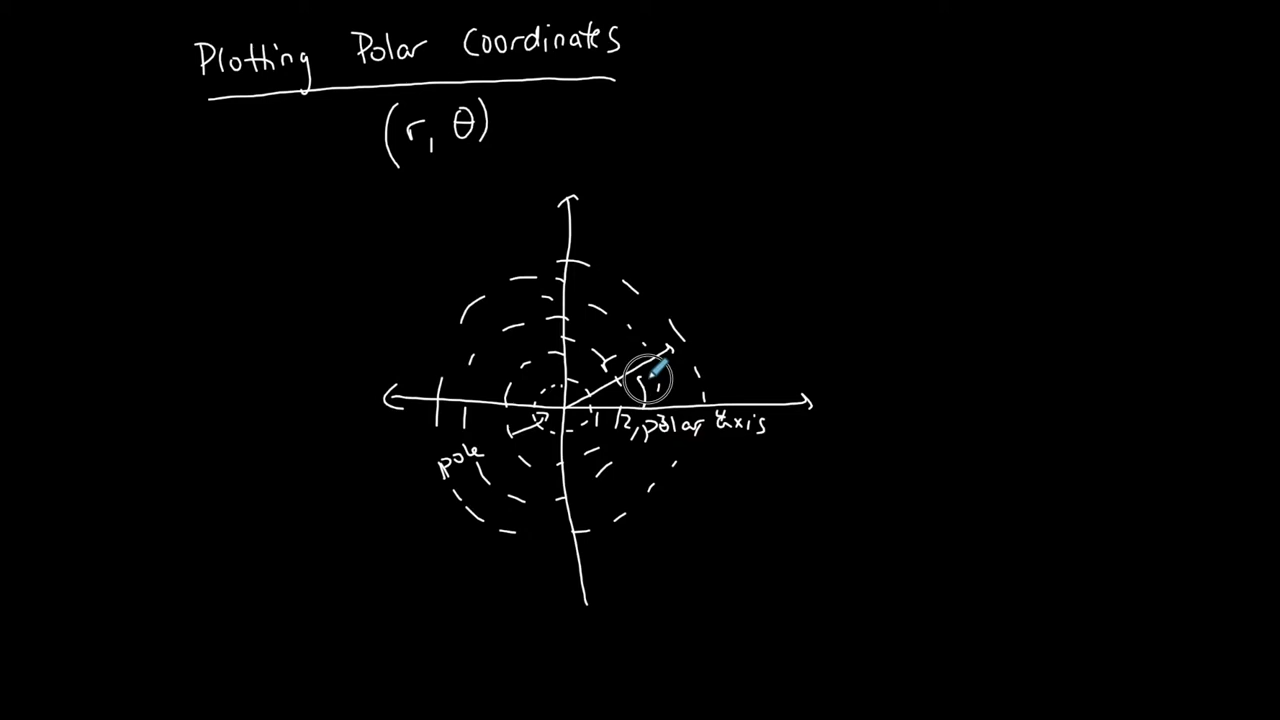 Plotting Polar Coordinates
(r, θ)
r
1 2, polar axis
pole